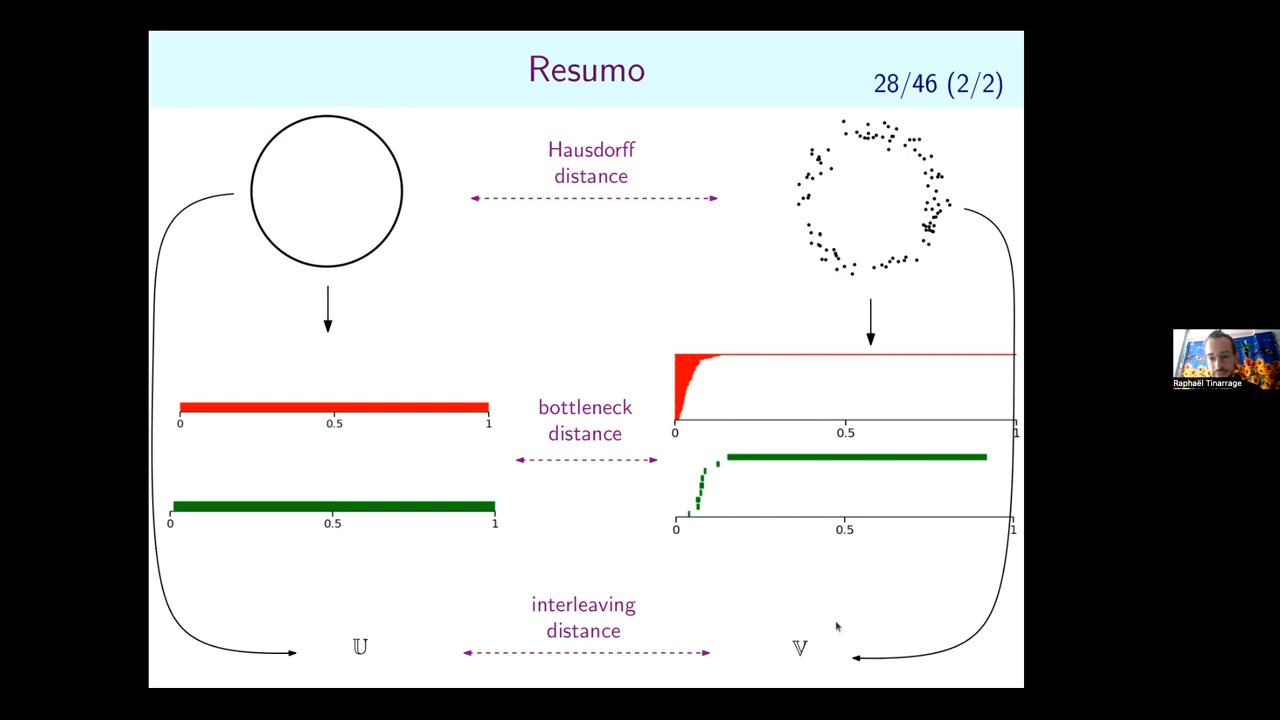 Resumo
28/46 (2/2)
Hausdorff
distance
0
0.5
1
bottleneck
distance
0
0.5
1
0
0.5
1
0
0.5
1
interleaving
distance
𝕌
𝕍
Raphaël Tinarrage